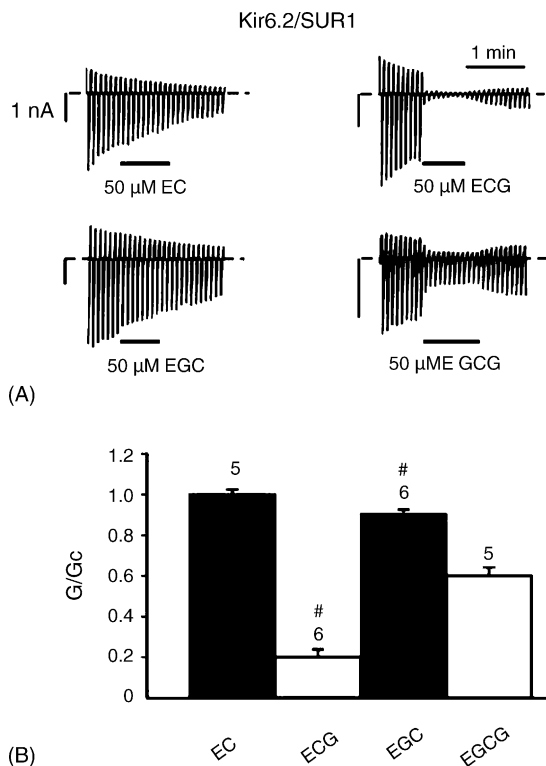 Kir6.2/SUR1
1 min
1 nA
50 µM EC
50 µM ECG
50 µM EGC
50 µME GCG
(A)
1.2
1.0
0.8
0.6
0.4
0.2
0
G/Gc
5
#
6
#
6
5
EC
ECG
EGC
EGCG
(B)